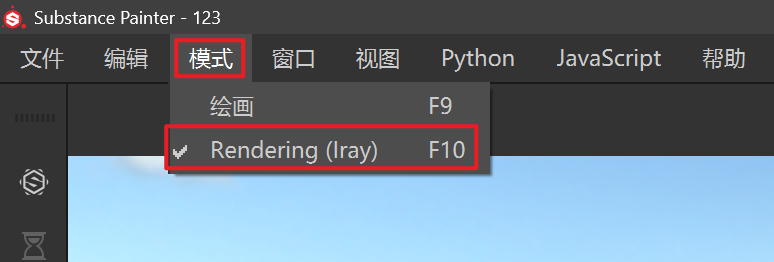 Substance Painter - 123
文件 编辑 模式 窗口 视图 Python JavaScript 帮助
绘画 F9
Rendering (Iray) F10